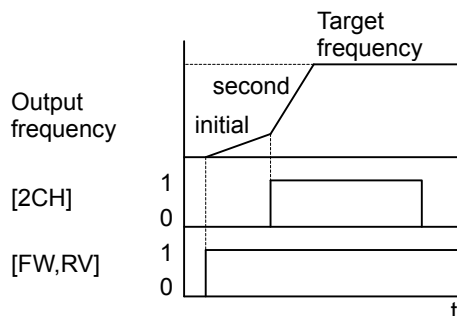 Target
frequency
second
Output
frequency
initial
[2CH]
1
0
[FW,RV]
1
0
t